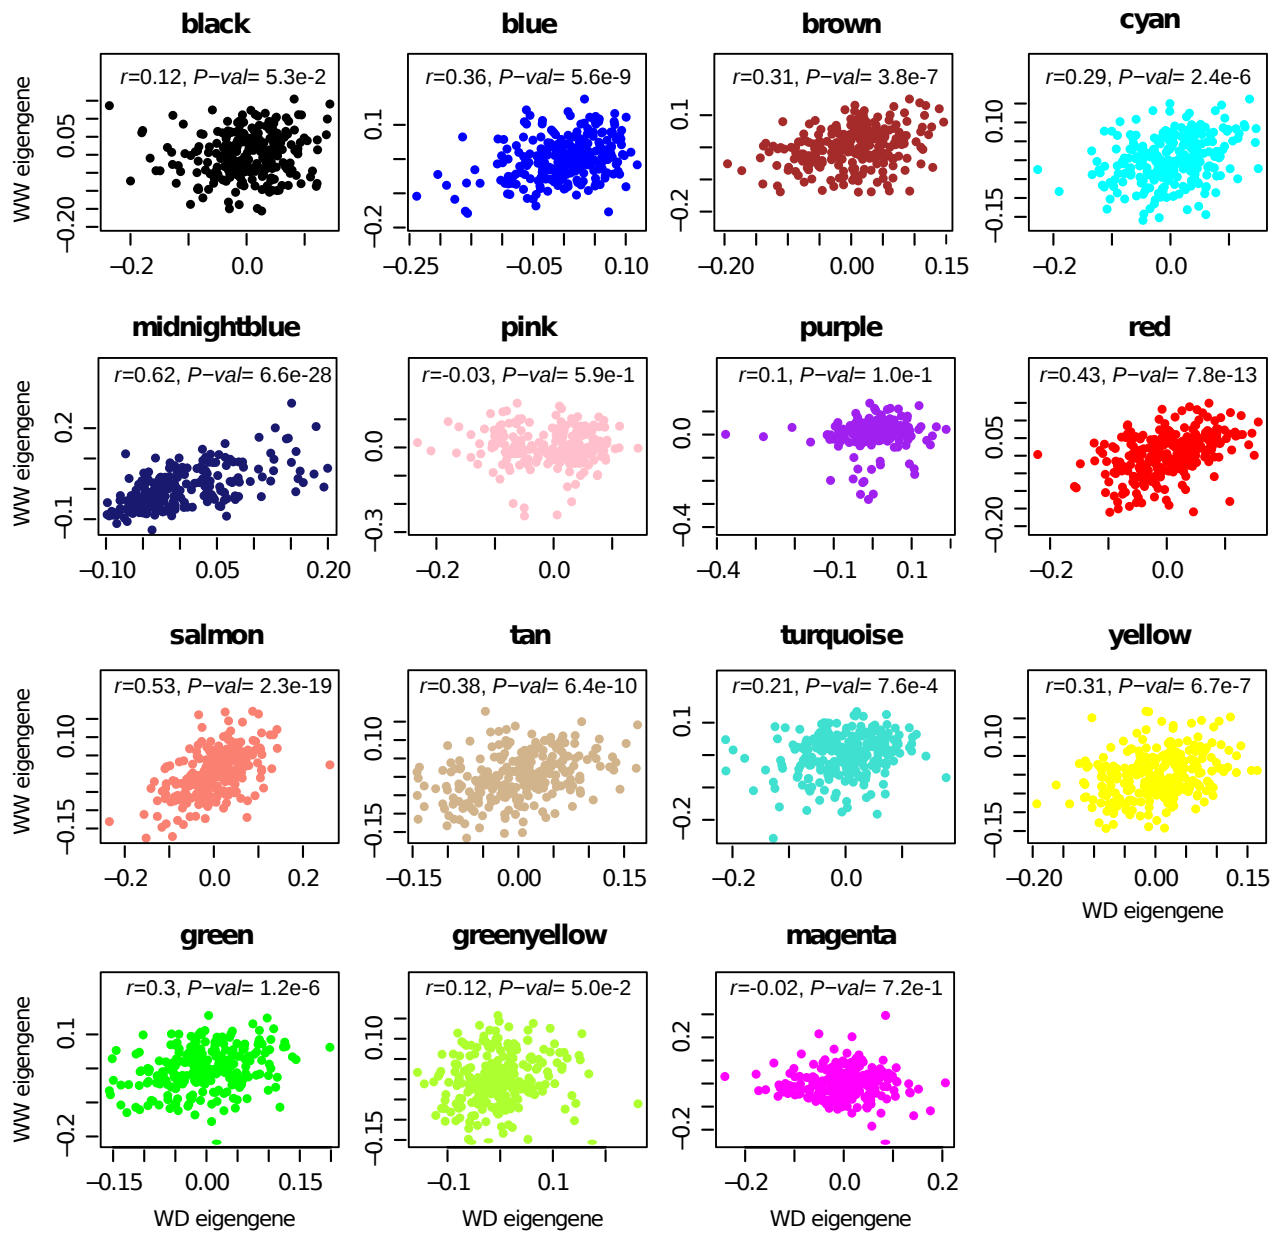 black
blue
brown
cyan
r=0.12, P−val= 5.3e-2
r=0.36, P−val= 5.6e-9
r=0.31, P−val= 3.8e-7
r=0.29, P−val= 2.4e-6
WW eigengene
0.05
−0.20
0.1
−0.2
0.1
−0.2
0.10
−0.15
−0.2
0.0
−0.25
−0.05
0.10
−0.20
0.00
0.15
−0.2
0.0
midnightblue
pink
purple
red
r=0.62, P−val= 6.6e-28
r=-0.03, P−val= 5.9e-1
r=0.1, P−val= 1.0e-1
r=0.43, P−val= 7.8e-13
WW eigengene
0.2
−0.1
0.0
−0.3
0.0
−0.4
0.05
−0.20
−0.10
0.05
0.20
−0.2
0.0
−0.4
−0.1
0.1
−0.2
0.0
salmon
tan
turquoise
yellow
r=0.53, P−val= 2.3e-19
r=0.38, P−val= 6.4e-10
r=0.21, P−val= 7.6e-4
r=0.31, P−val= 6.7e-7
WW eigengene
0.10
−0.15
0.10
−0.15
0.1
−0.2
0.10
−0.15
−0.2
0.0
0.2
−0.15
0.00
0.15
−0.2
0.0
−0.20
0.00
0.15
WD eigengene
green
greenyellow
magenta
r=0.3, P−val= 1.2e-6
r=0.12, P−val= 5.0e-2
r=-0.02, P−val= 7.2e-1
WW eigengene
0.1
−0.2
0.10
−0.15
0.2
−0.2
−0.15
0.00
0.15
−0.1
0.1
−0.2
0.0
0.2
WD eigengene
WD eigengene
WD eigengene